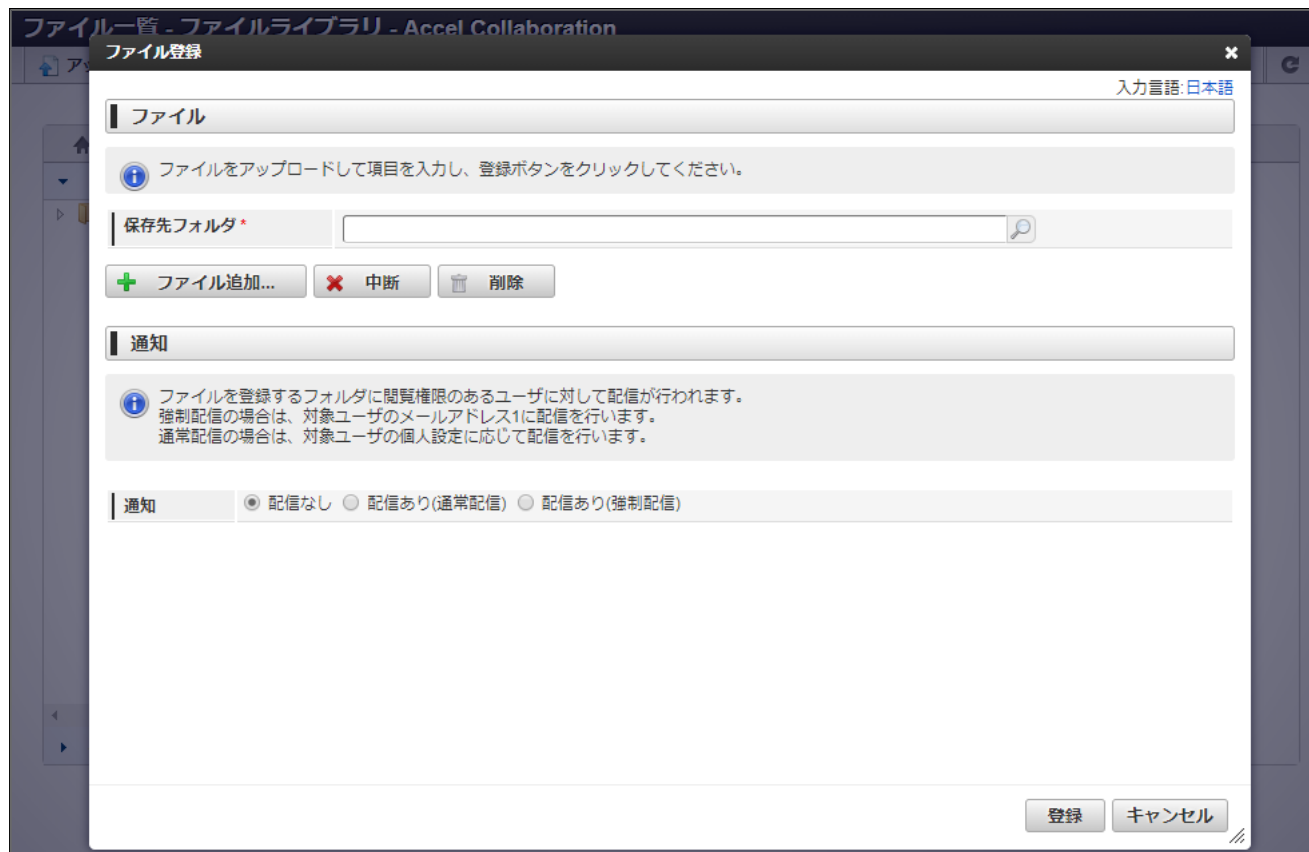 ファイル一覧 - ファイルライブラリ - Accel Collaboration
アッ
ファイル登録
入力言語:日本語
ファイル
ファイルをアップロードして項目を入力し、登録ボタンをクリックしてください。
保存先フォルダ*
ファイル追加... 中断 削除
通知
ファイルを登録するフォルダに閲覧権限のあるユーザに対して配信が行われます。
強制配信の場合は、対象ユーザのメールアドレス1に配信を行います。
通常配信の場合は、対象ユーザの個人設定に応じて配信を行います。
通知 配信なし 配信あり(通常配信) 配信あり(強制配信)
登録 キャンセル